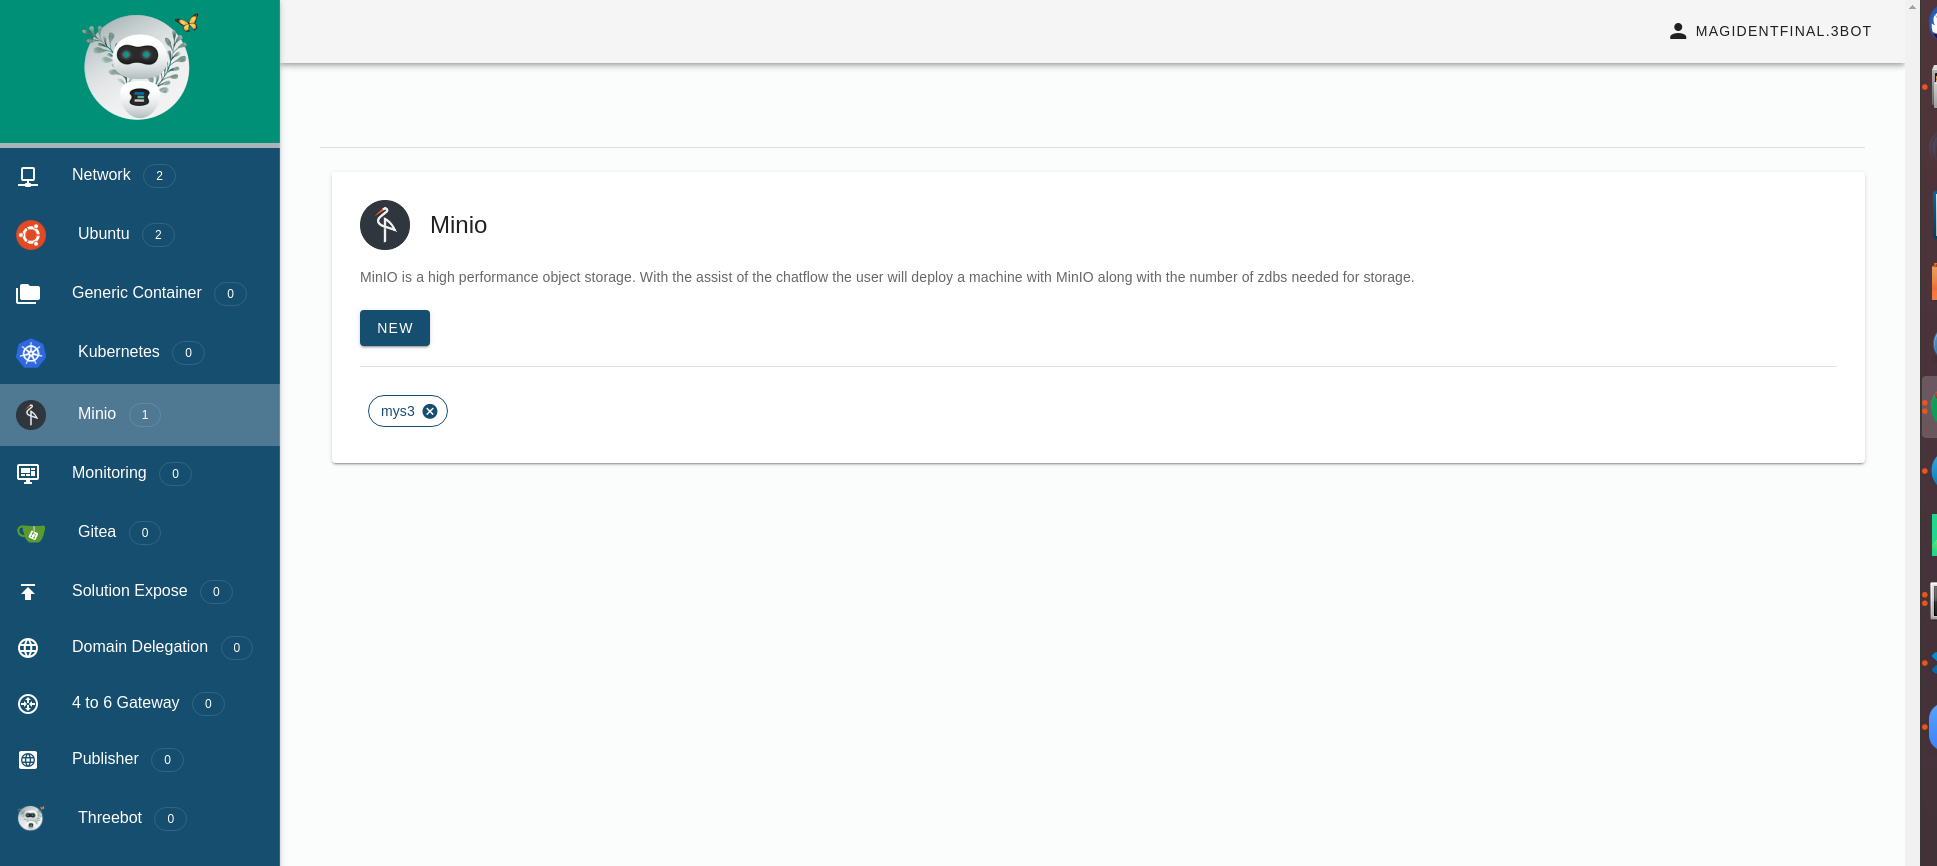 MAGIDENTFINAL.3BOT
Network 2
Ubuntu 2
Generic Container 0
Kubernetes 0
Minio 1
Monitoring 0
Gitea 0
Solution Expose 0
Domain Delegation 0
4 to 6 Gateway 0
Publisher 0
Threebot 0
Minio
MinIO is a high performance object storage. With the assist of the chatflow the user will deploy a machine with MinIO along with the number of zdbs needed for storage.
NEW
mys3